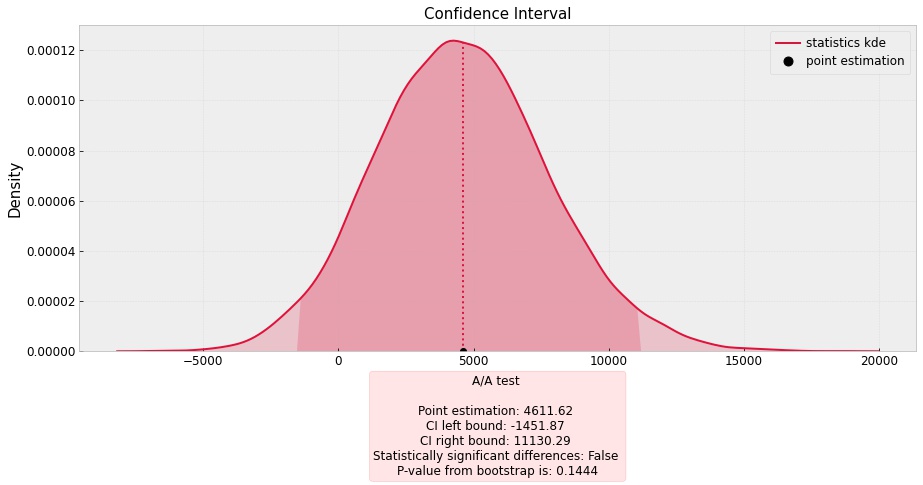 Confidence Interval
statistics kde
point estimation
Density
0.00012
0.00010
0.00008
0.00006
0.00004
0.00002
0.00000
−5000 0 5000 10000 15000 20000
A/A test
Point estimation: 4611.62
CI left bound: -1451.87
CI right bound: 11130.29
Statistically significant differences: False
P-value from bootstrap is: 0.1444